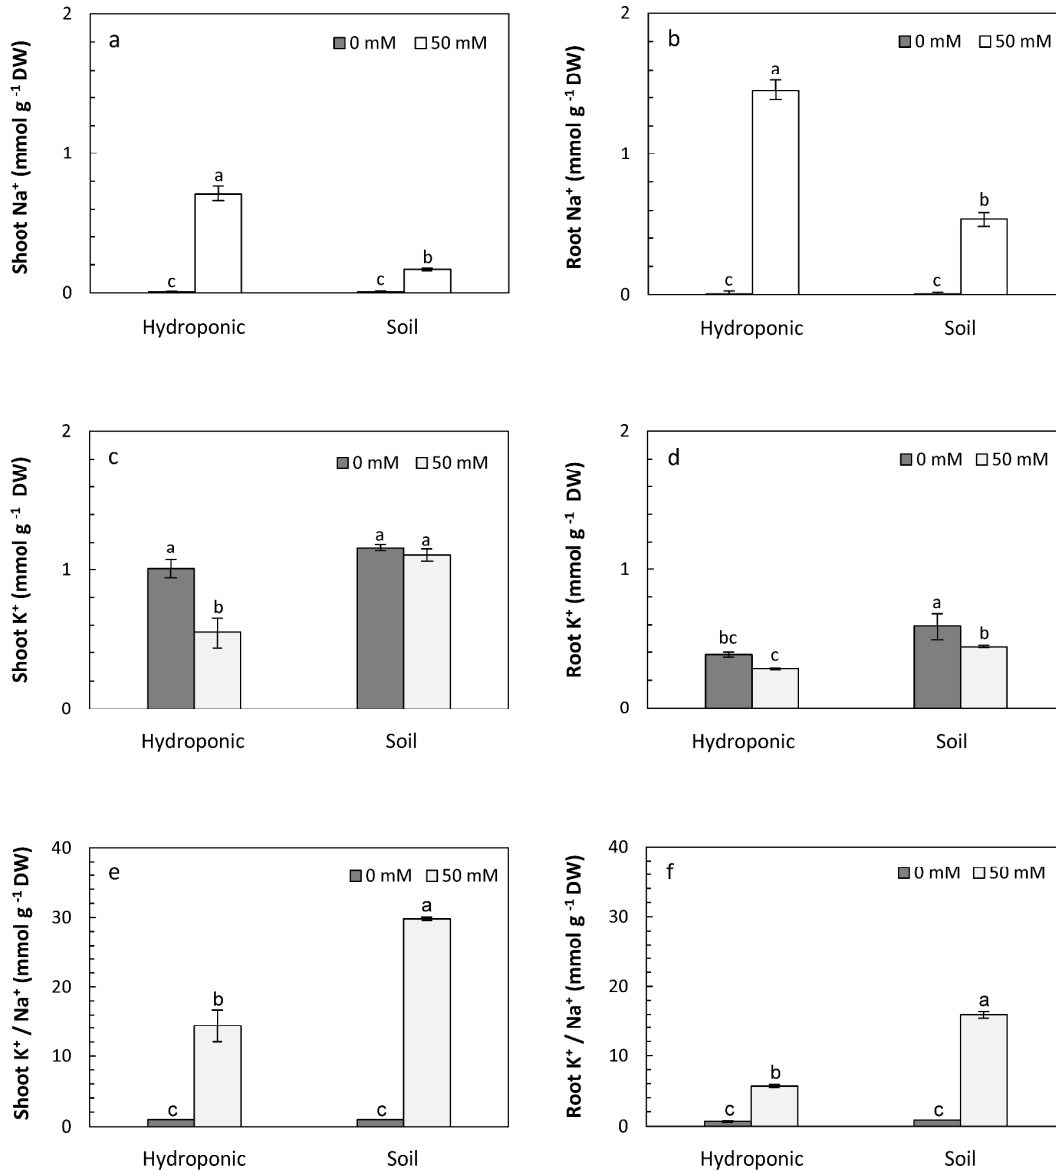 2
a
0 mM
50 mM
Shoot Na⁺ (mmol g⁻¹ DW)
1
a
b
c
c
0
Hydroponic
Soil
2
b
0 mM
50 mM
Root Na⁺ (mmol g⁻¹ DW)
a
1
b
c
c
0
Hydroponic
Soil
2
c
0 mM
50 mM
Shoot K⁺ (mmol g⁻¹ DW)
a
a
a
1
b
0
Hydroponic
Soil
2
d
0 mM
50 mM
Root K⁺ (mmol g⁻¹ DW)
1
a
bc
b
c
0
Hydroponic
Soil
40
e
0 mM
50 mM
Shoot K⁺ / Na⁺ (mmol g⁻¹ DW)
a
30
20
b
10
c
c
0
Hydroponic
Soil
40
f
0 mM
50 mM
Root K⁺ / Na⁺ (mmol g⁻¹ DW)
30
20
a
10
b
c
c
0
Hydroponic
Soil